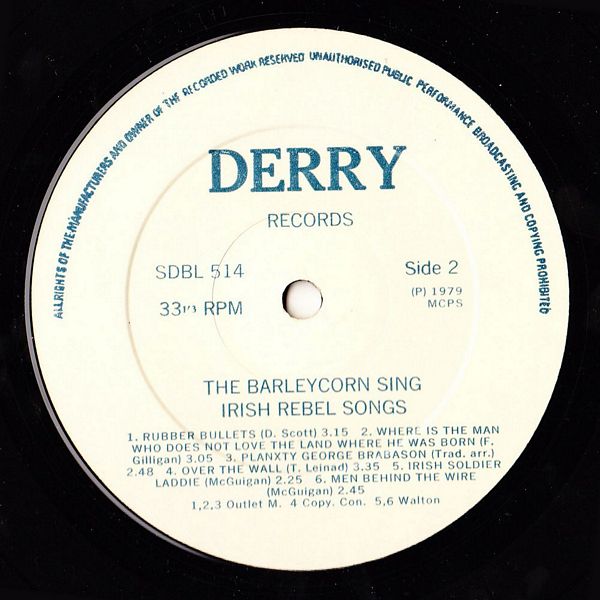 ALL RIGHTS OF THE MANUFACTURERS AND OWNER OF THE RECORDED WORK RESERVED UNAUTHORISED PUBLIC PERFORMANCE BROADCASTING AND COPYING PROHIBITED
DERRY
RECORDS
SDBL 514
Side 2
33 1/3 RPM
(P) 1979
MCPS
THE BARLEYCORN SING
IRISH REBEL SONGS
1. RUBBER BULLETS (D. Scott) 3.15 2. WHERE IS THE MAN
WHO DOES NOT LOVE THE LAND WHERE HE WAS BORN (F.
Gilligan) 3.05 3. PLANXTY GEORGE BRABASON (Trad. arr.)
2.48 4. OVER THE WALL (T. Leinad) 3.35 5. IRISH SOLDIER
LADDIE (McGuigan) 2.25 6. MEN BEHIND THE WIRE
(McGuigan) 2.45
1,2,3 Outlet M. 4 Copy. Con. 5,6 Walton